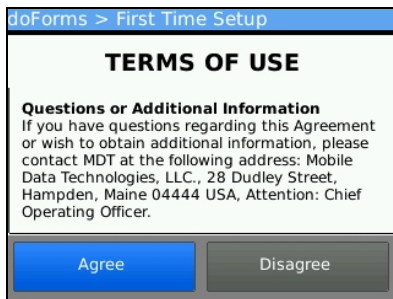 doForms > First Time Setup
TERMS OF USE
Questions or Additional Information
If you have questions regarding this Agreement
or wish to obtain additional information, please
contact MDT at the following address: Mobile
Data Technologies, LLC., 28 Dudley Street,
Hampden, Maine 04444 USA, Attention: Chief
Operating Officer.
Agree
Disagree